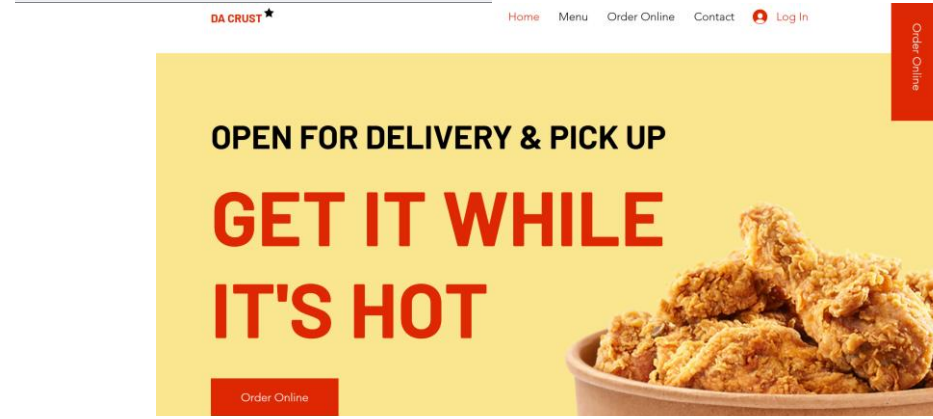 DA CRUST
Home Menu Order Online Contact Log In
Order Online
OPEN FOR DELIVERY & PICK UP
GET IT WHILE
IT'S HOT
Order Online